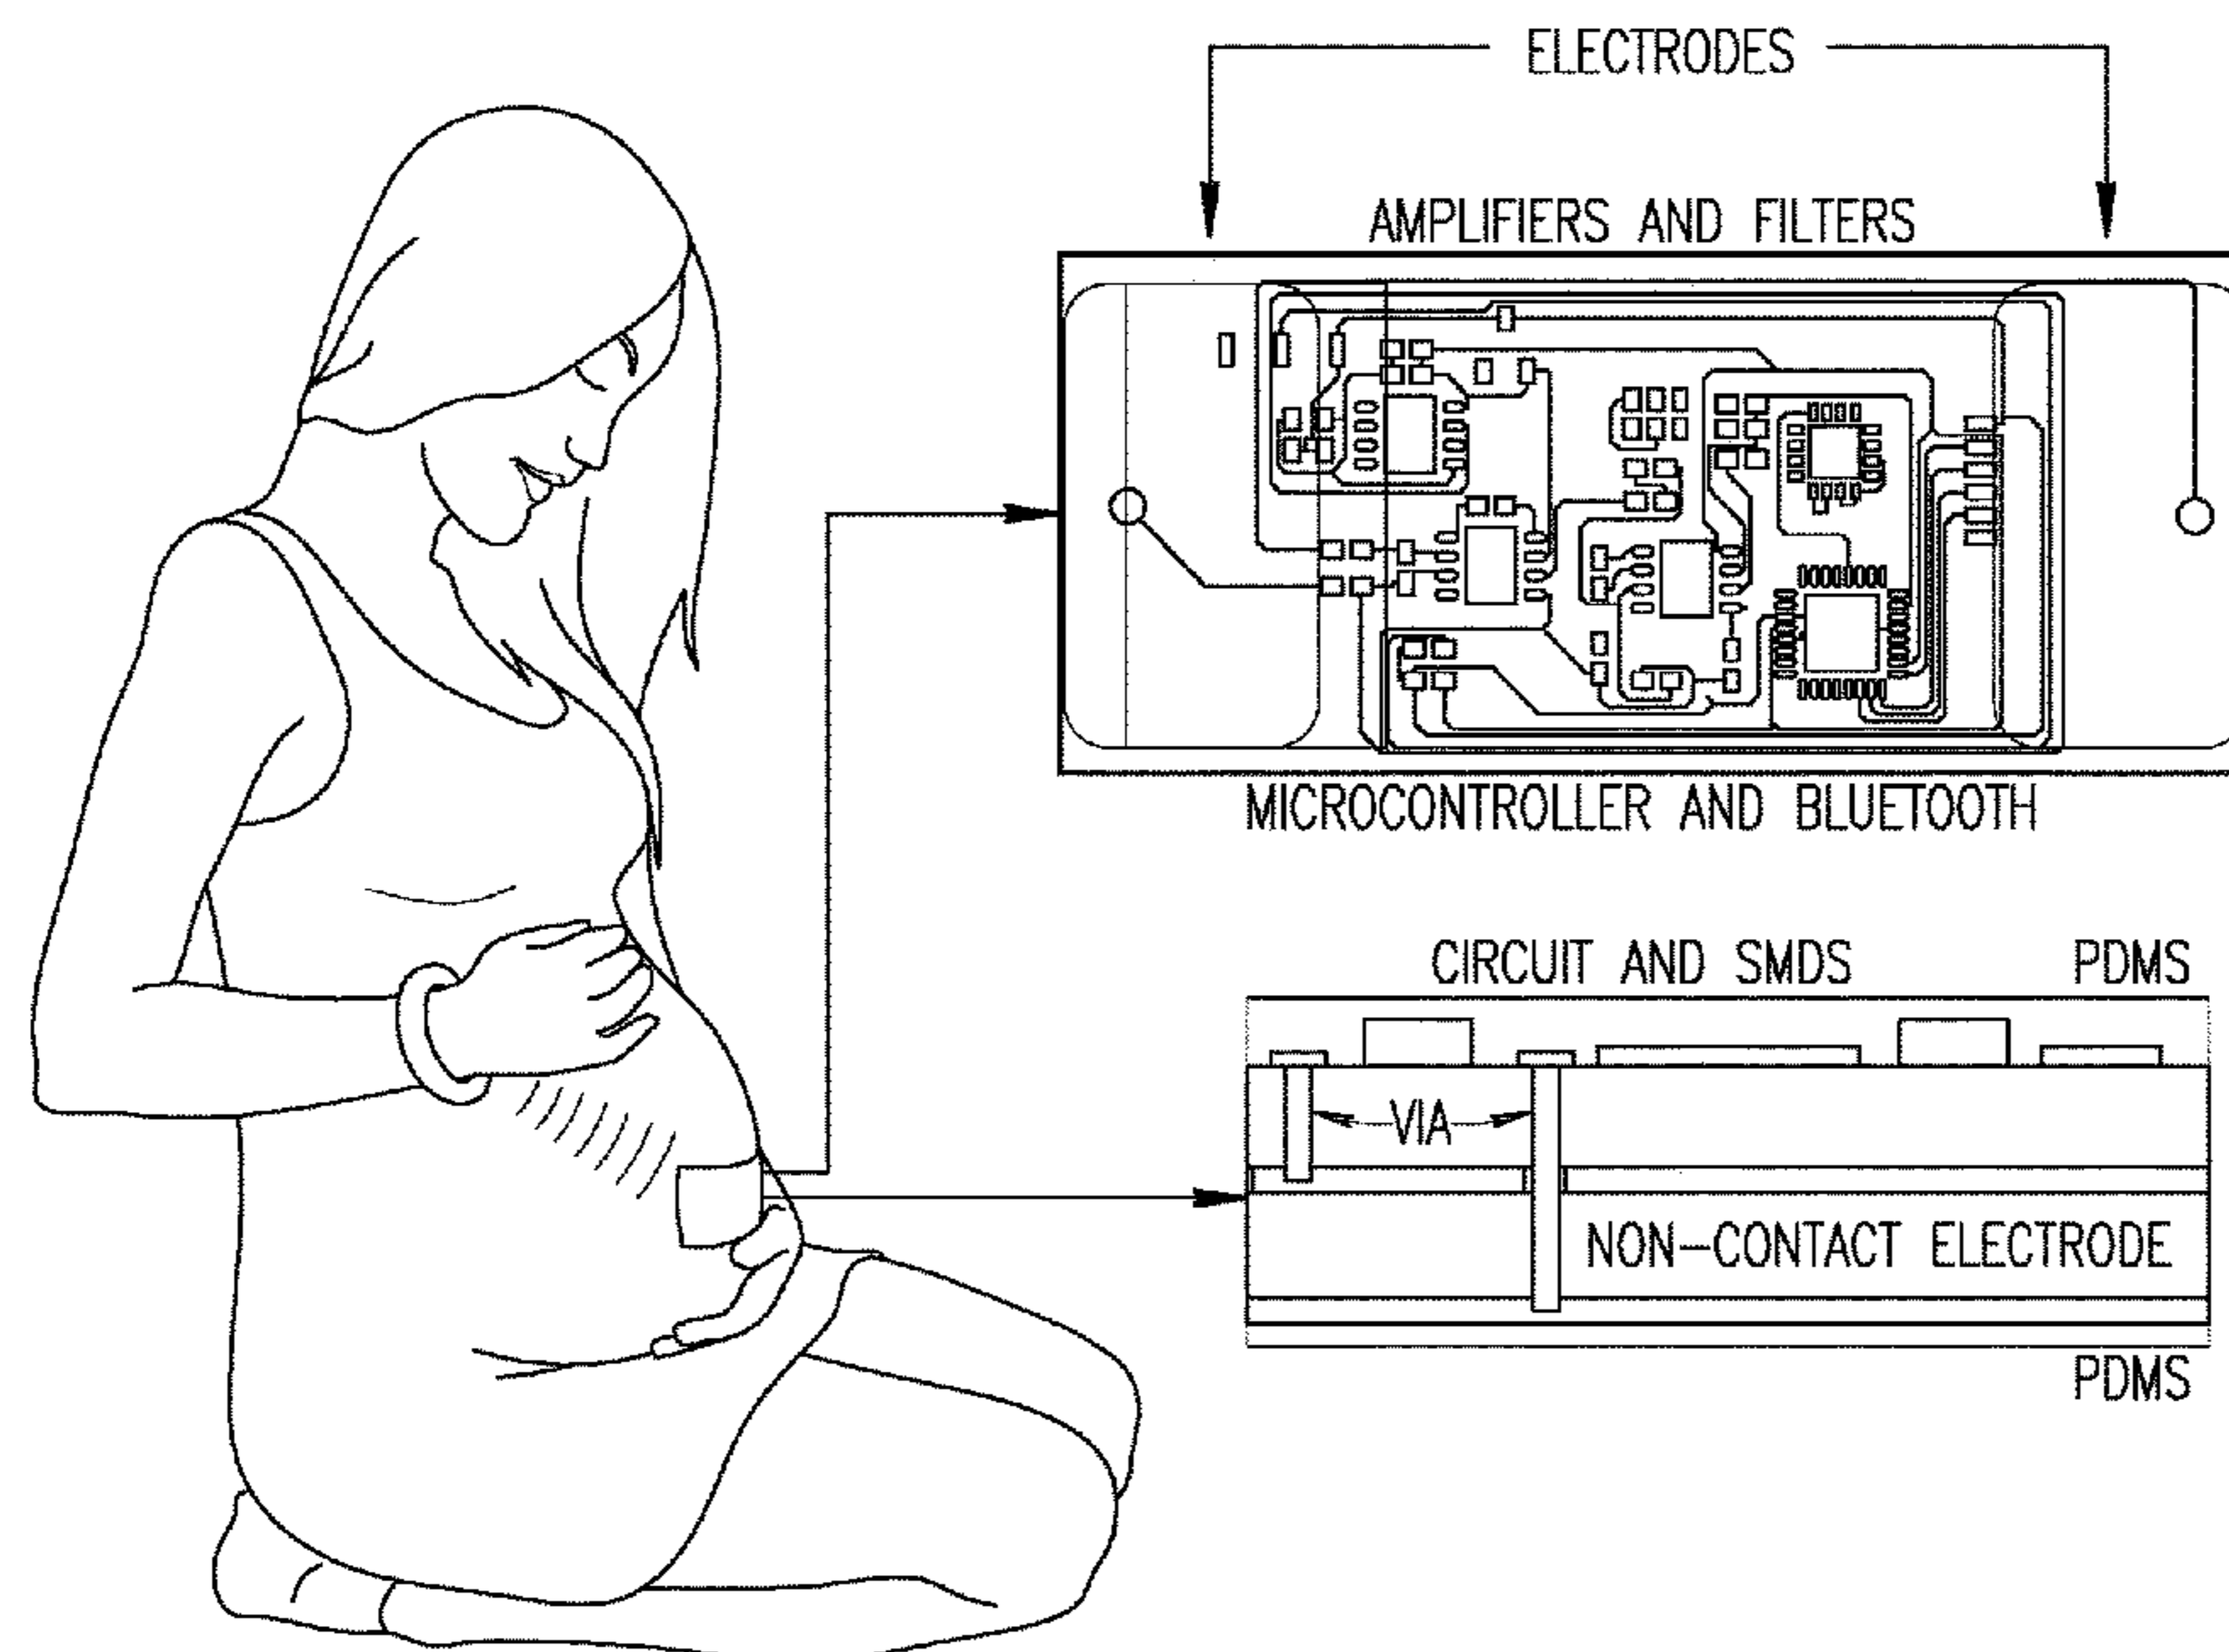 ELECTRODES
AMPLIFIERS AND FILTERS
MICROCONTROLLER AND BLUETOOTH
CIRCUIT AND SMDS
PDMS
VIA
NON-CONTACT ELECTRODE
PDMS